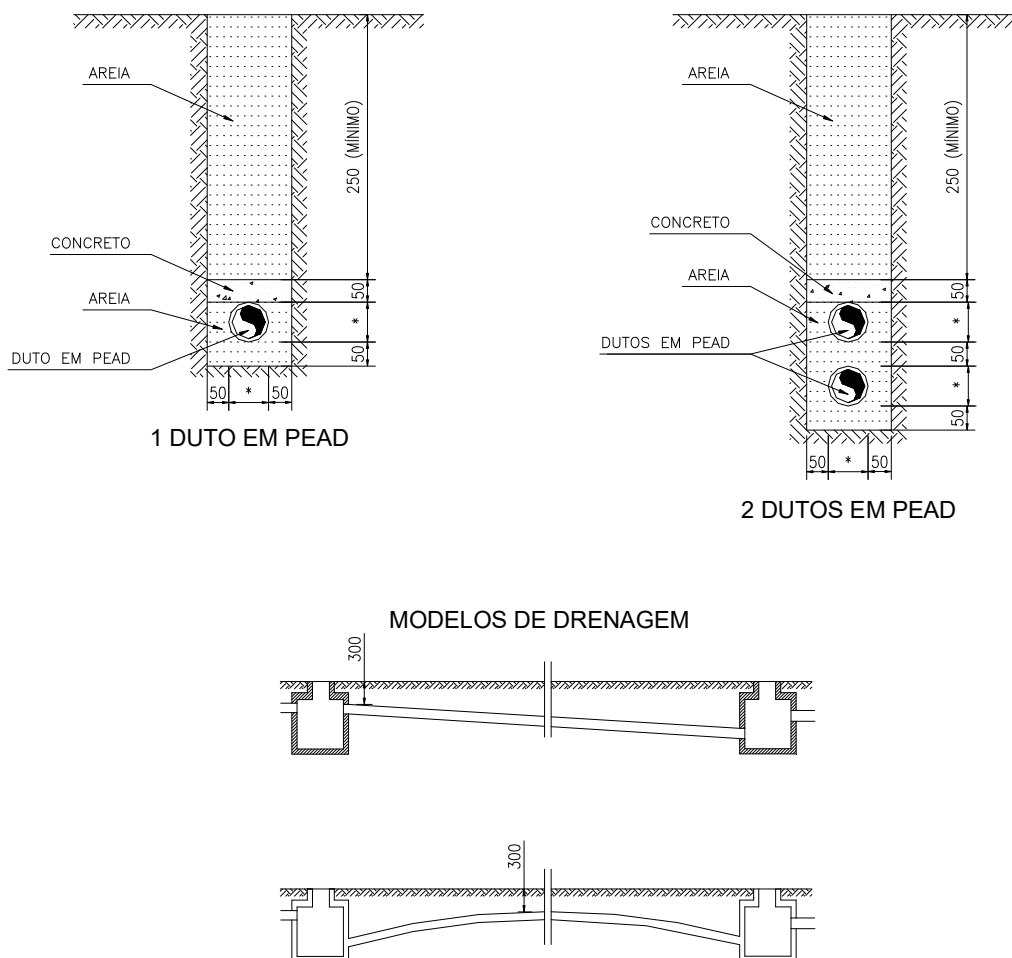 AREIA
250 (MÍNIMO)
CONCRETO
AREIA
DUTO EM PEAD
50
*
50
50 * 50
1 DUTO EM PEAD
AREIA
250 (MÍNIMO)
CONCRETO
AREIA
DUTOS EM PEAD
50
*
50
*
50
50 * 50
2 DUTOS EM PEAD
MODELOS DE DRENAGEM
300
300